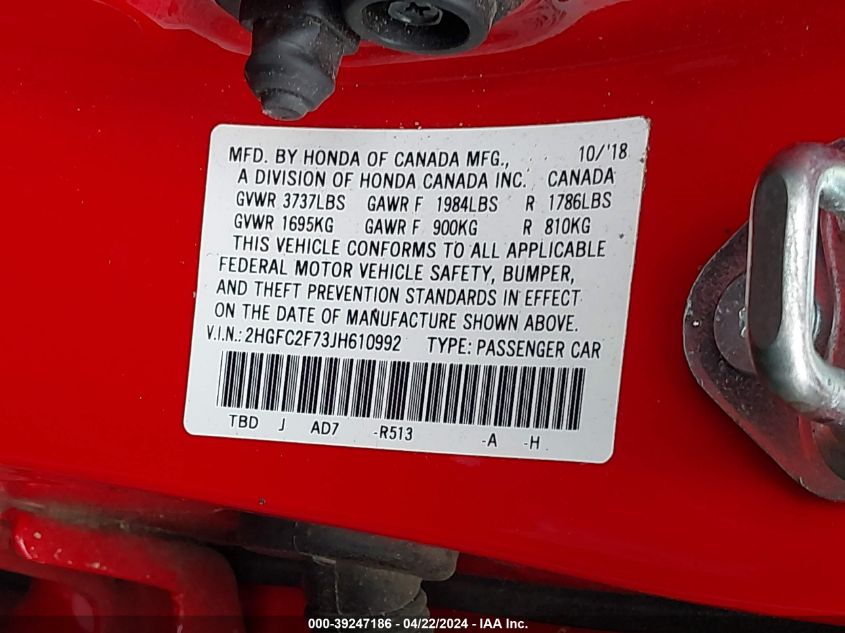 MFD. BY HONDA OF CANADA MFG., 10/'18
A DIVISION OF HONDA CANADA INC. CANADA
GVWR 3737LBS GAWR F 1984LBS R 1786LBS
GVWR 1695KG GAWR F 900KG R 810KG
THIS VEHICLE CONFORMS TO ALL APPLICABLE
FEDERAL MOTOR VEHICLE SAFETY, BUMPER,
AND THEFT PREVENTION STANDARDS IN EFFECT
ON THE DATE OF MANUFACTURE SHOWN ABOVE.
V.I.N.: 2HGFC2F73JH610992 TYPE: PASSENGER CAR
TBD J AD7 -R513 -A -H
000-39247186 - 04/22/2024 - IAA Inc.